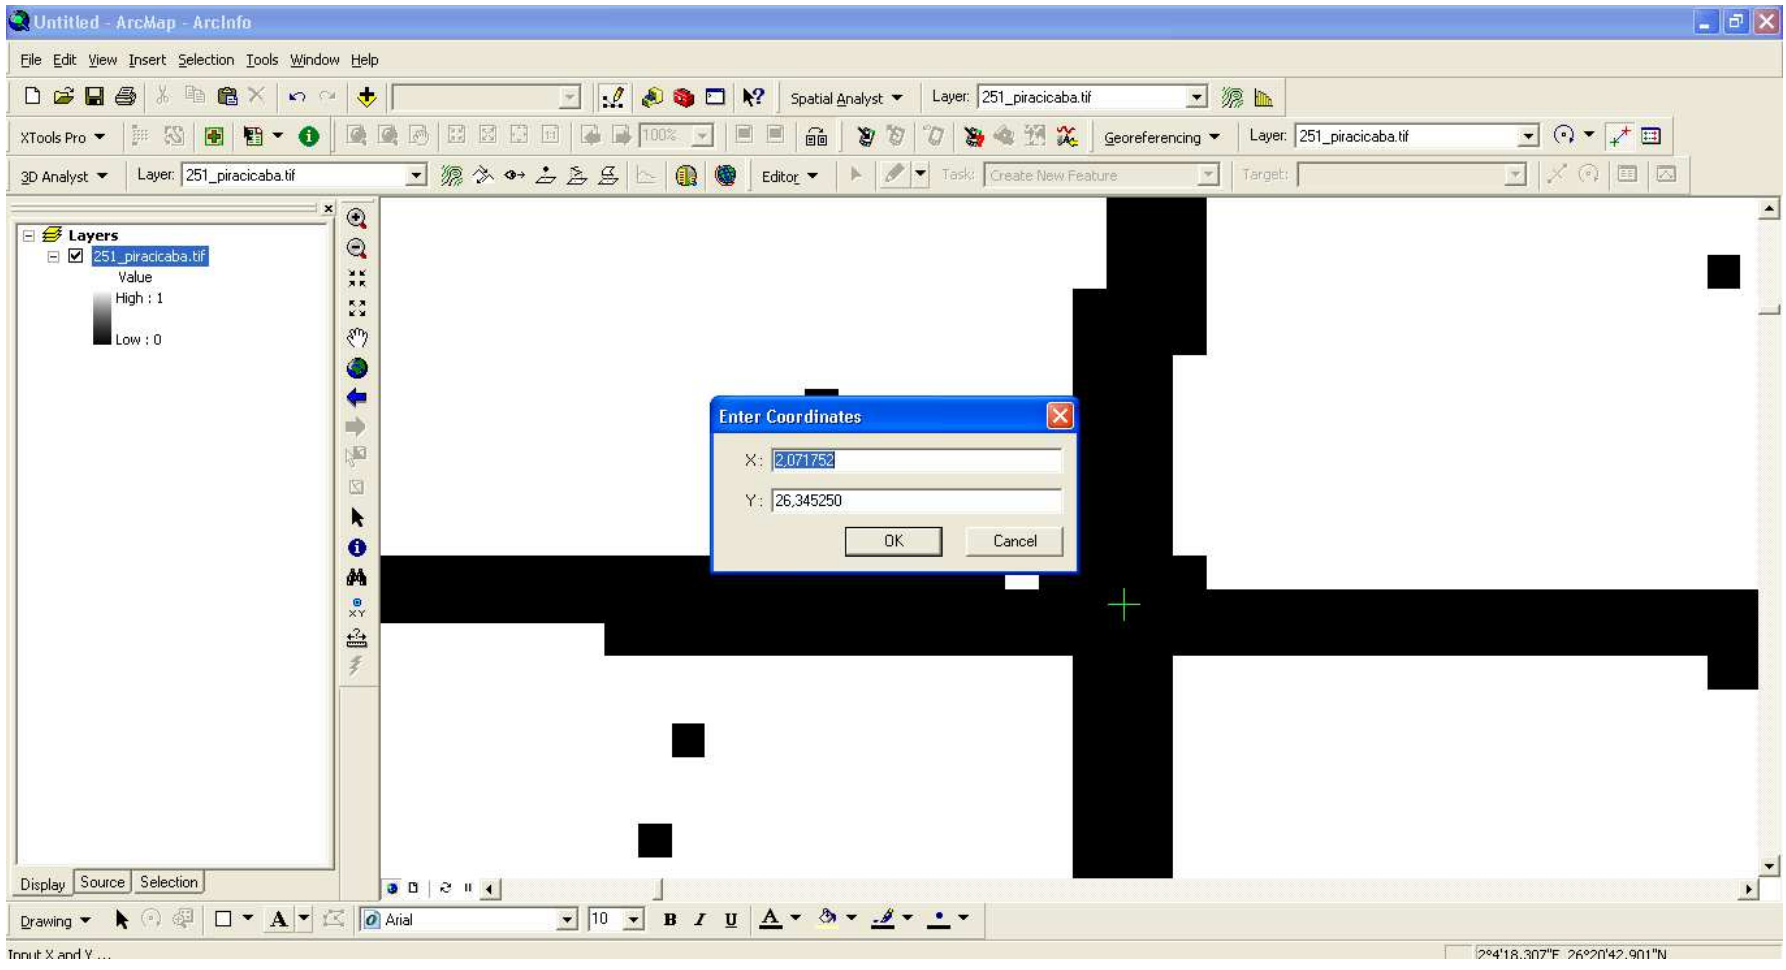 Untitled - ArcMap - ArcInfo
File Edit View Insert Selection Tools Window Help
Spatial Analyst Layer: 251_piracicaba.tif
XTools Pro 100% Georeferencing Layer: 251_piracicaba.tif
3D Analyst Layer: 251_piracicaba.tif Editor Task: Create New Feature Target:
Layers
251_piracicaba.tif
Value
High : 1
Low : 0
XY
Enter Coordinates
X: 2,071752
Y: 26,345250
OK Cancel
Display Source Selection
Drawing A Arial 10 B I U A
Input X and Y ... 2°4'18,307"E 26°20'42,901"N